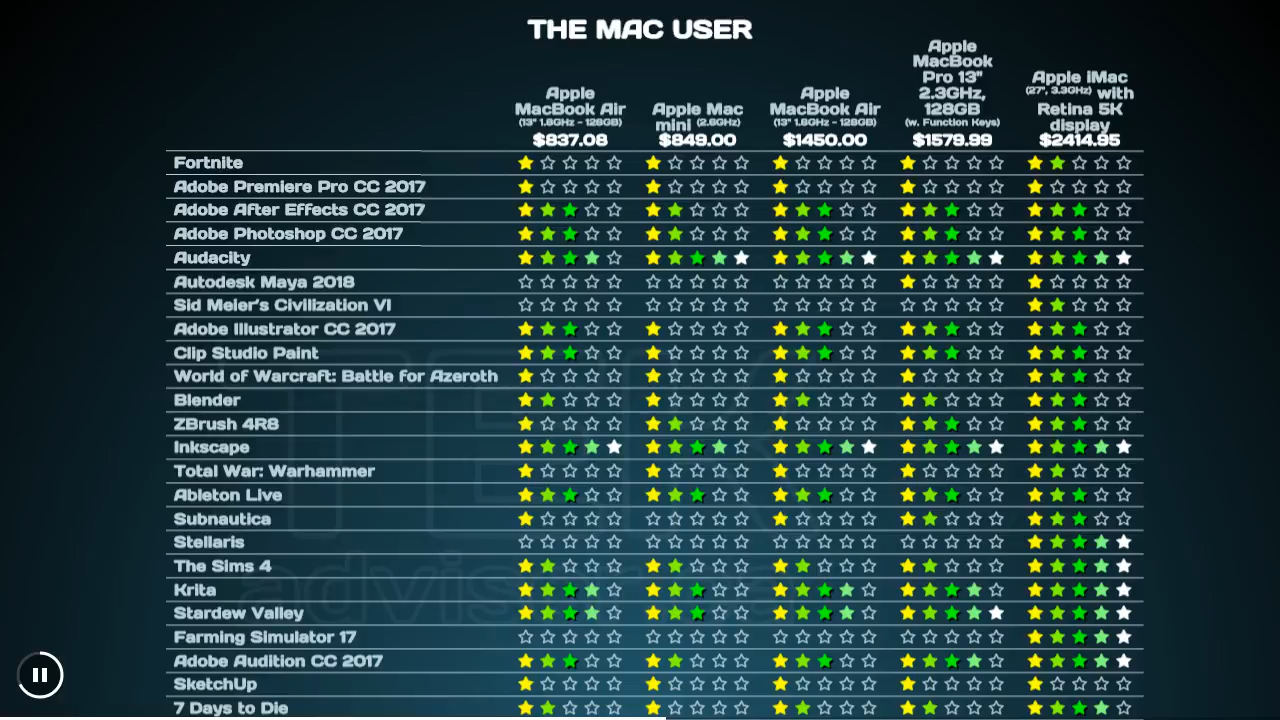 THE MAC USER
Apple
MacBook Air
(13" 1.8GHz - 128GB)
$837.08
Apple Mac
mini (2.6GHz)
$849.00
Apple
MacBook Air
(13" 1.8GHz - 128GB)
$1450.00
Apple
MacBook
Pro 13"
2.3GHz,
128GB
(w. Function Keys)
$1579.99
Apple iMac
(27", 3.3GHz) with
Retina 5K
display
$2414.95
Fortnite
Adobe Premiere Pro CC 2017
Adobe After Effects CC 2017
Adobe Photoshop CC 2017
Audacity
Autodesk Maya 2018
Sid Meier's Civilization VI
Adobe Illustrator CC 2017
Clip Studio Paint
World of Warcraft: Battle for Azeroth
Blender
ZBrush 4R8
Inkscape
Total War: Warhammer
Ableton Live
Subnautica
Stellaris
The Sims 4
Krita
Stardew Valley
Farming Simulator 17
Adobe Audition CC 2017
SketchUp
7 Days to Die